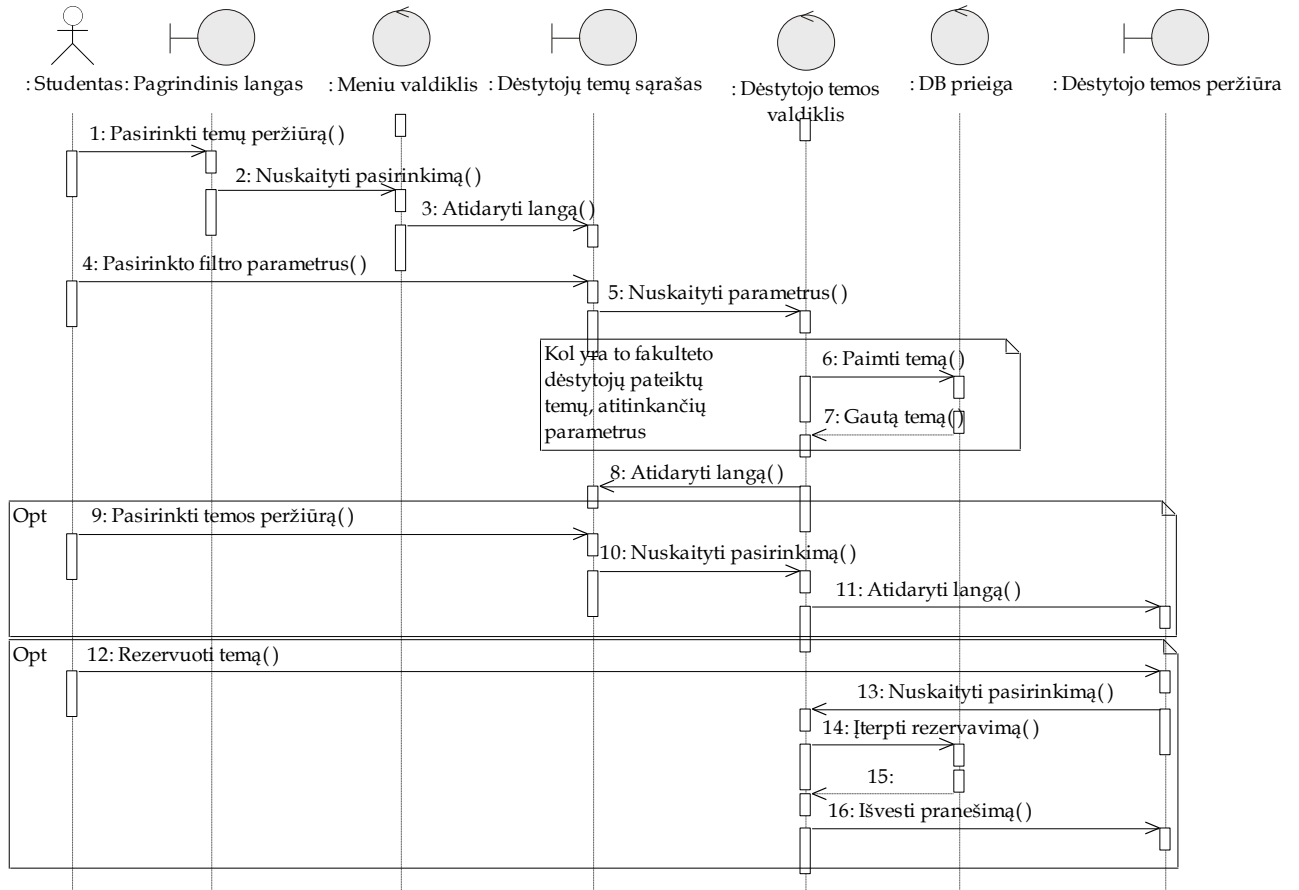 : Studentas
: Pagrindinis langas
: Meniu valdiklis
: Dėstytojų temų sąrašas
: Dėstytojo temos
valdiklis
: DB prieiga
: Dėstytojo temos peržiūra
1: Pasirinkti temų peržiūrą( )
2: Nuskaityti pasirinkimą( )
3: Atidaryti langą( )
4: Pasirinkto filtro parametrus( )
5: Nuskaityti parametrus( )
Kol yra to fakulteto
dėstytojų pateiktų
temų, atitinkančių
parametrus
6: Paimti temą( )
7: Gautą temą( )
8: Atidaryti langą( )
Opt
9: Pasirinkti temos peržiūrą( )
10: Nuskaityti pasirinkimą( )
11: Atidaryti langą( )
Opt
12: Rezervuoti temą( )
13: Nuskaityti pasirinkimą( )
14: Įterpti rezervavimą( )
15:
16: Išvesti pranešimą( )